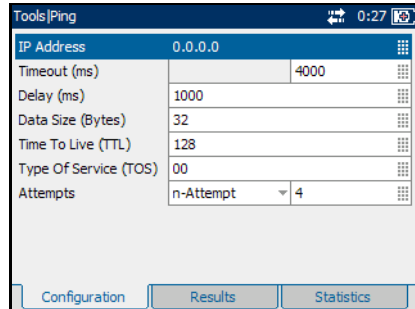 Tools|Ping 0:27
IP Address 0.0.0.0
Timeout (ms) 4000
Delay (ms) 1000
Data Size (Bytes) 32
Time To Live (TTL) 128
Type Of Service (TOS) 00
Attempts n-Attempt 4
Configuration Results Statistics